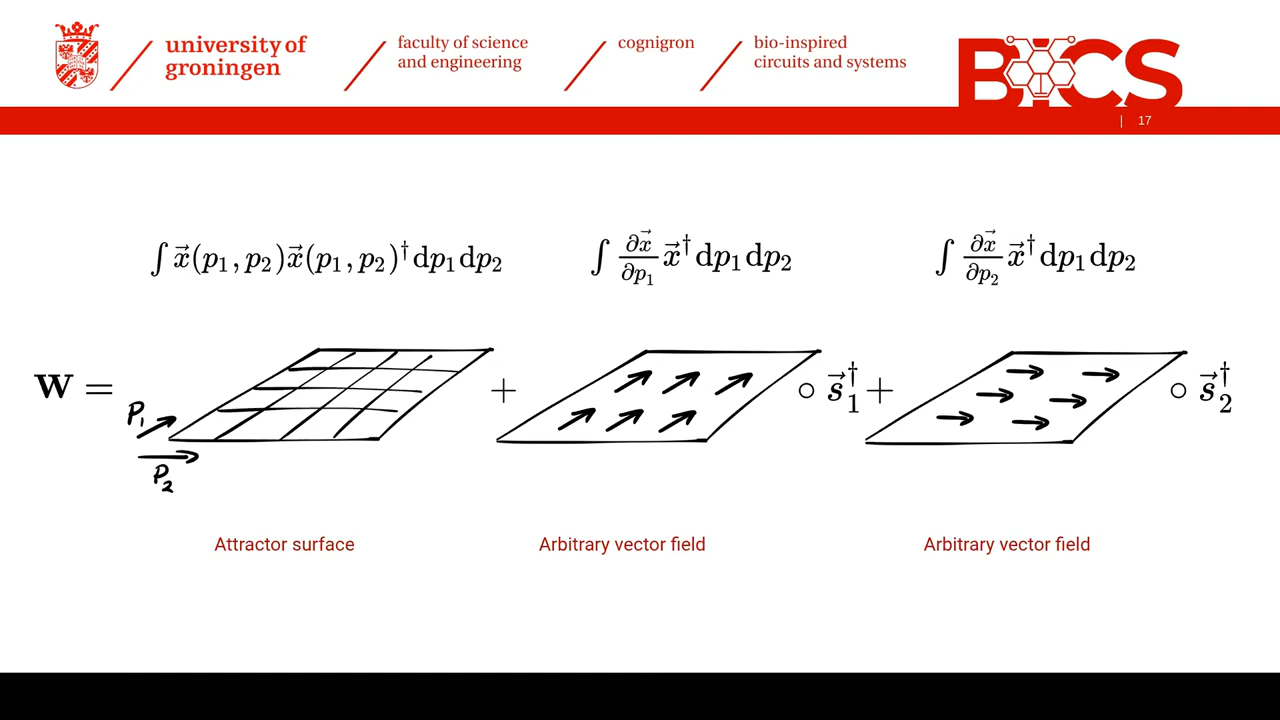 university of
groningen
faculty of science
and engineering
cognigron
bio-inspired
circuits and systems
BICS
| 17
∫ x⃗(p₁, p₂)x⃗(p₁, p₂)†dp₁dp₂
∫ ∂x⃗/∂p₁ x⃗†dp₁dp₂
∫ ∂x⃗/∂p₂ x⃗†dp₁dp₂
W = + ∘ s⃗₁† + ∘ s⃗₂†
P₁
P₂
Attractor surface
Arbitrary vector field
Arbitrary vector field